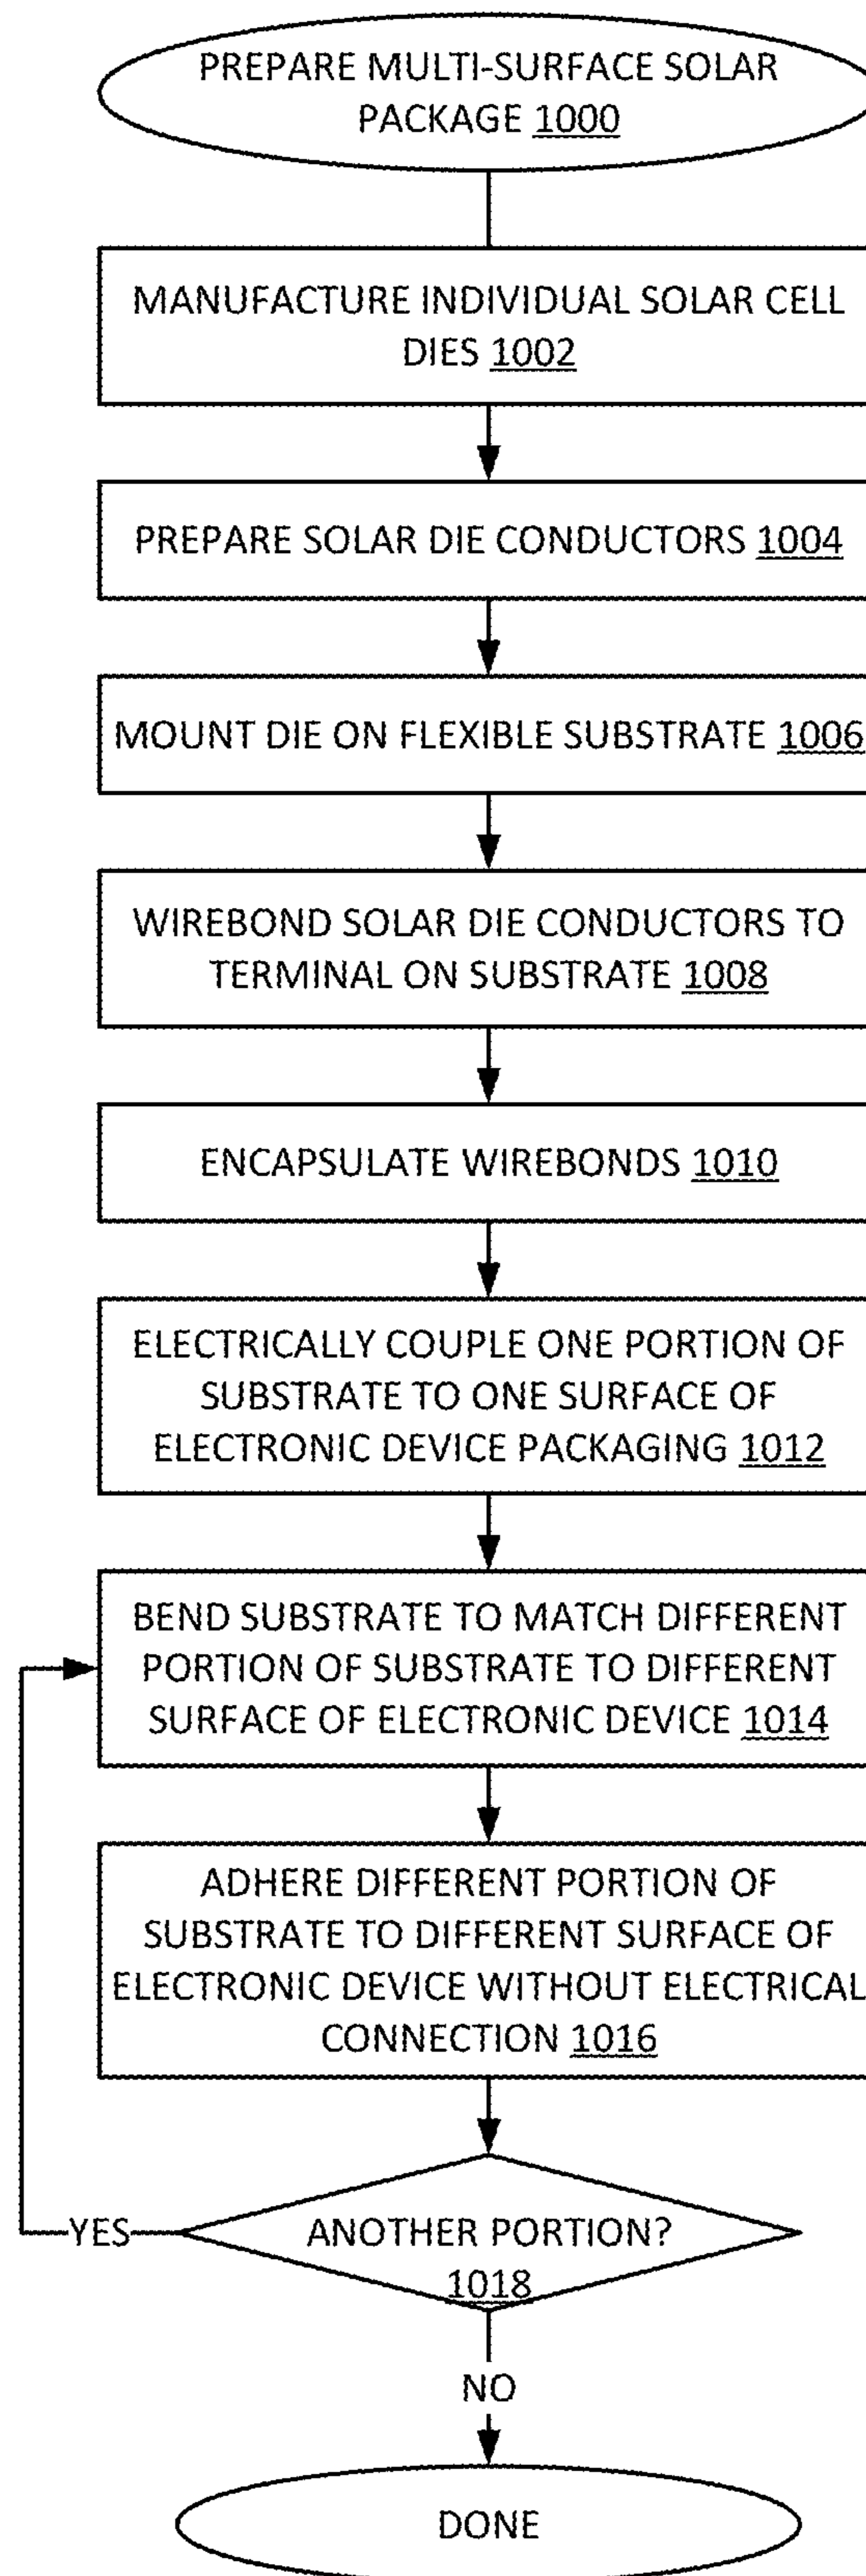 PREPARE MULTI-SURFACE SOLAR
PACKAGE 1000
MANUFACTURE INDIVIDUAL SOLAR CELL
DIES 1002
PREPARE SOLAR DIE CONDUCTORS 1004
MOUNT DIE ON FLEXIBLE SUBSTRATE 1006
WIREBOND SOLAR DIE CONDUCTORS TO
TERMINAL ON SUBSTRATE 1008
ENCAPSULATE WIREBONDS 1010
ELECTRICALLY COUPLE ONE PORTION OF
SUBSTRATE TO ONE SURFACE OF
ELECTRONIC DEVICE PACKAGING 1012
BEND SUBSTRATE TO MATCH DIFFERENT
PORTION OF SUBSTRATE TO DIFFERENT
SURFACE OF ELECTRONIC DEVICE 1014
ADHERE DIFFERENT PORTION OF
SUBSTRATE TO DIFFERENT SURFACE OF
ELECTRONIC DEVICE WITHOUT ELECTRICAL
CONNECTION 1016
YES
ANOTHER PORTION?
1018
NO
DONE